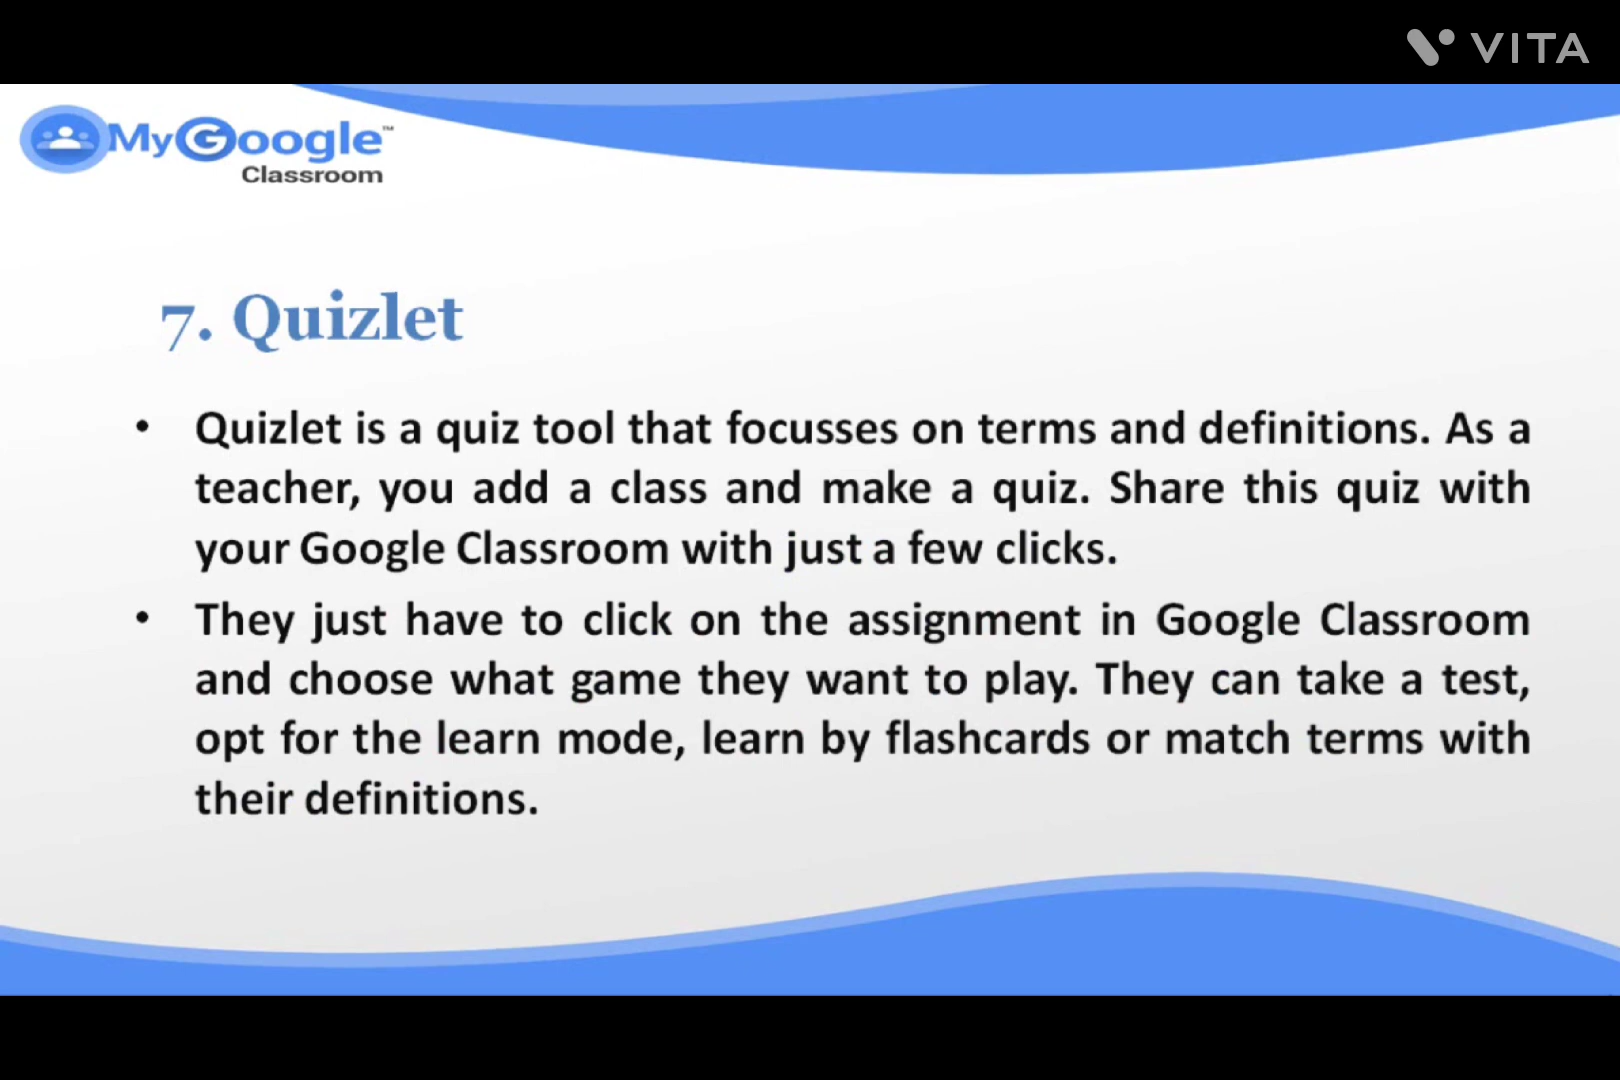 VITA
MyGoogle™
Classroom
7. Quizlet
• Quizlet is a quiz tool that focusses on terms and definitions. As a
teacher, you add a class and make a quiz. Share this quiz with
your Google Classroom with just a few clicks.
• They just have to click on the assignment in Google Classroom
and choose what game they want to play. They can take a test,
opt for the learn mode, learn by flashcards or match terms with
their definitions.